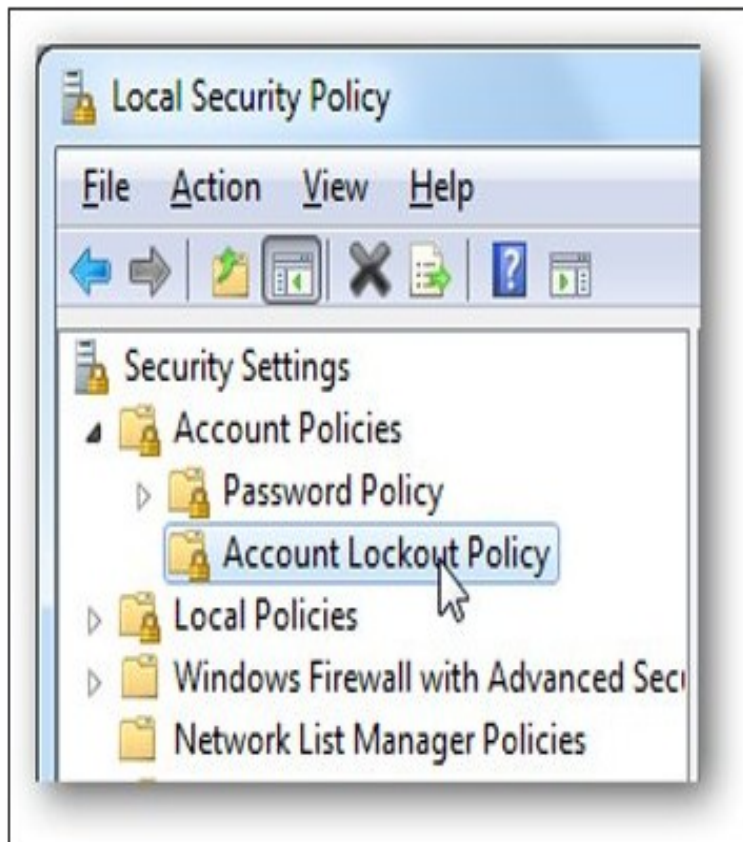 Local Security Policy
File Action View Help
Security Settings
Account Policies
Password Policy
Account Lockout Policy
Local Policies
Windows Firewall with Advanced Secu
Network List Manager Policies